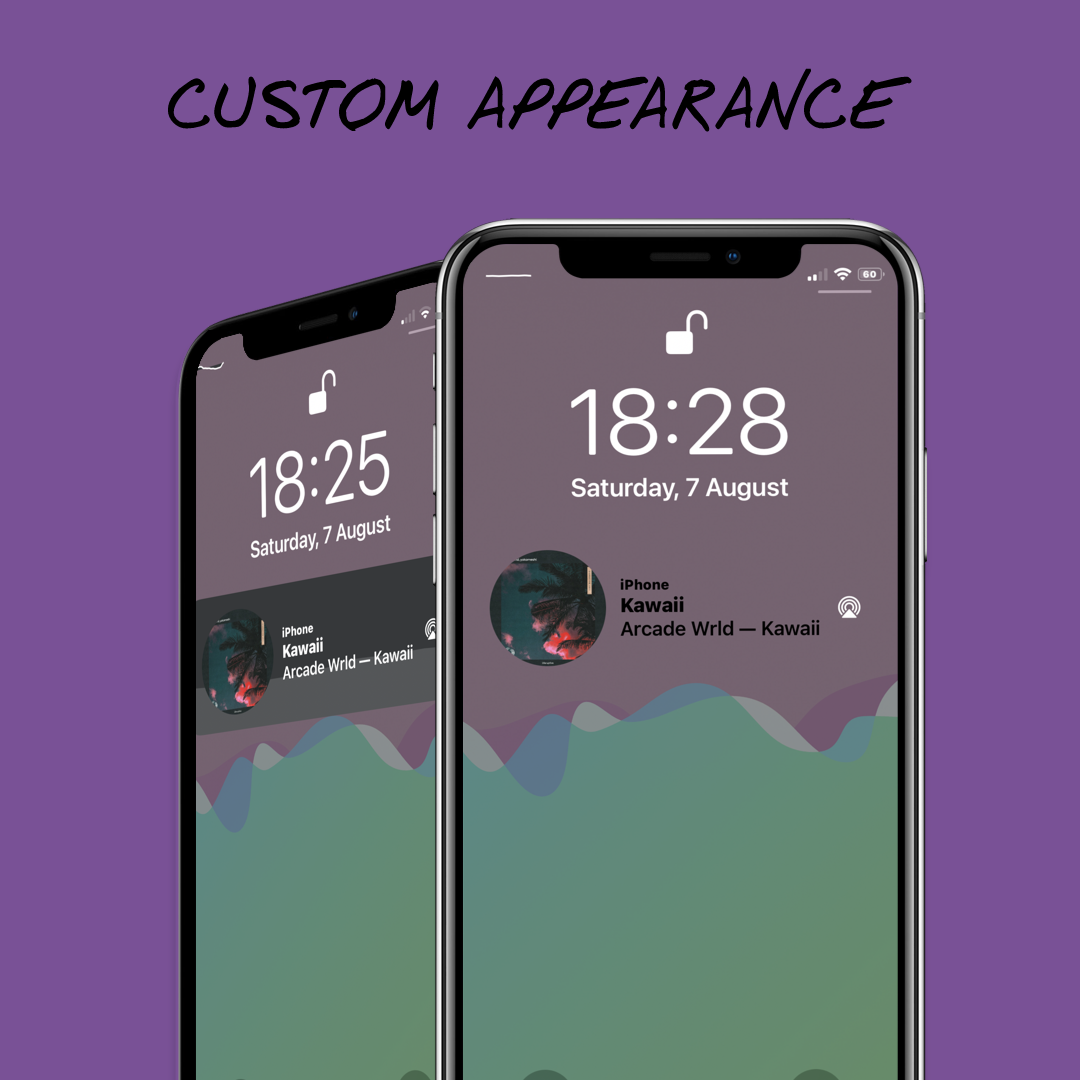 CUSTOM APPEARANCE
60
18:28
Saturday, 7 August
iPhone
Kawaii
Arcade Wrld — Kawaii
18:25
Saturday, 7 August
iPhone
Kawaii
Arcade Wrld — Kawaii